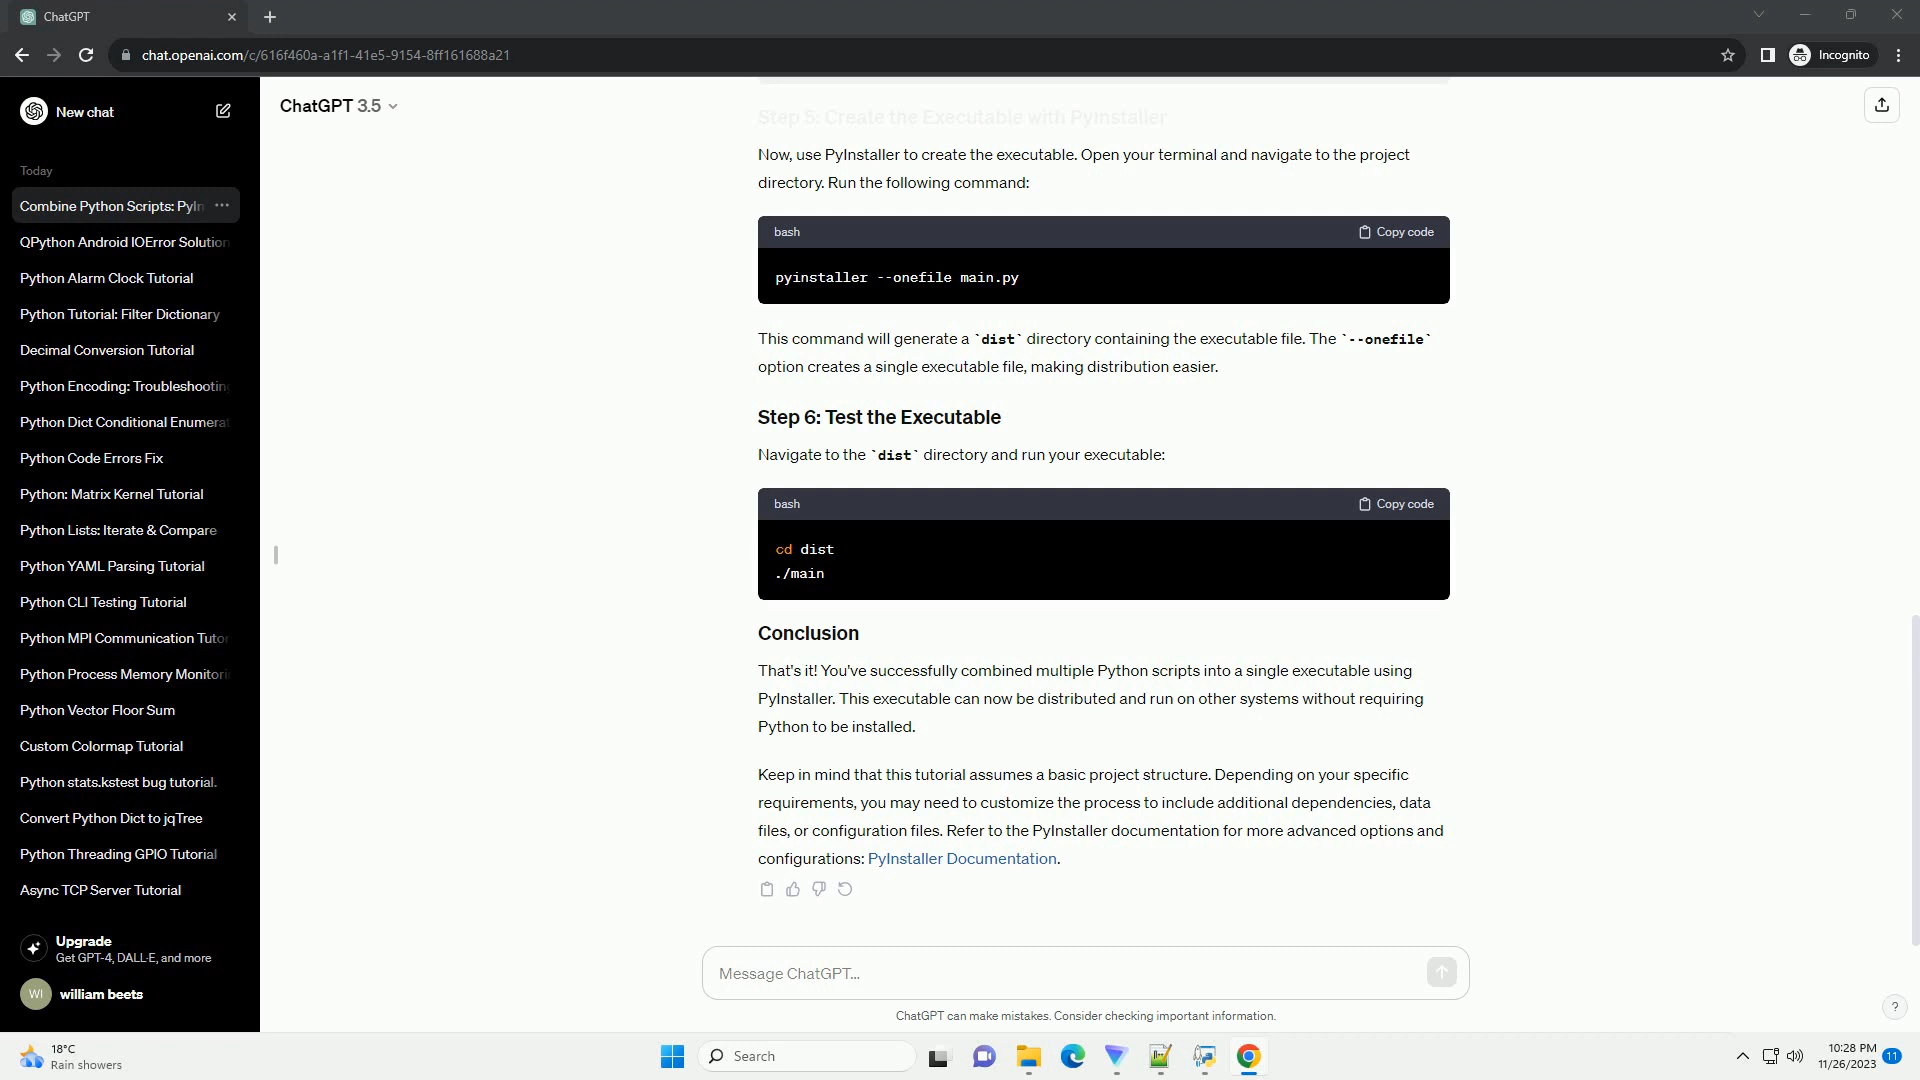 ChatGPT
chat.openai.com/c/616f460a-a1f1-41e5-9154-8ff161688a21
Incognito
New chat
Today
Combine Python Scripts: PyIn
QPython Android IOError Solution
Python Alarm Clock Tutorial
Python Tutorial: Filter Dictionary
Decimal Conversion Tutorial
Python Encoding: Troubleshooting
Python Dict Conditional Enumerat
Python Code Errors Fix
Python: Matrix Kernel Tutorial
Python Lists: Iterate & Compare
Python YAML Parsing Tutorial
Python CLI Testing Tutorial
Python MPI Communication Tutor
Python Process Memory Monitori
Python Vector Floor Sum
Custom Colormap Tutorial
Python stats.kstest bug tutorial.
Convert Python Dict to jqTree
Python Threading GPIO Tutorial
Async TCP Server Tutorial
Upgrade
Get GPT-4, DALL·E, and more
WI
william beets
ChatGPT 3.5
Step 5: Create the Executable with PyInstaller
Now, use PyInstaller to create the executable. Open your terminal and navigate to the project
directory. Run the following command:
bash
Copy code
pyinstaller --onefile main.py
This command will generate a `dist` directory containing the executable file. The `--onefile`
option creates a single executable file, making distribution easier.
Step 6: Test the Executable
Navigate to the `dist` directory and run your executable:
bash
Copy code
cd dist
./main
Conclusion
That's it! You've successfully combined multiple Python scripts into a single executable using
PyInstaller. This executable can now be distributed and run on other systems without requiring
Python to be installed.
Keep in mind that this tutorial assumes a basic project structure. Depending on your specific
requirements, you may need to customize the process to include additional dependencies, data
files, or configuration files. Refer to the PyInstaller documentation for more advanced options and
configurations: PyInstaller Documentation.
Message ChatGPT...
ChatGPT can make mistakes. Consider checking important information.
?
18°C
Rain showers
Search
10:28 PM
11/26/2023
11